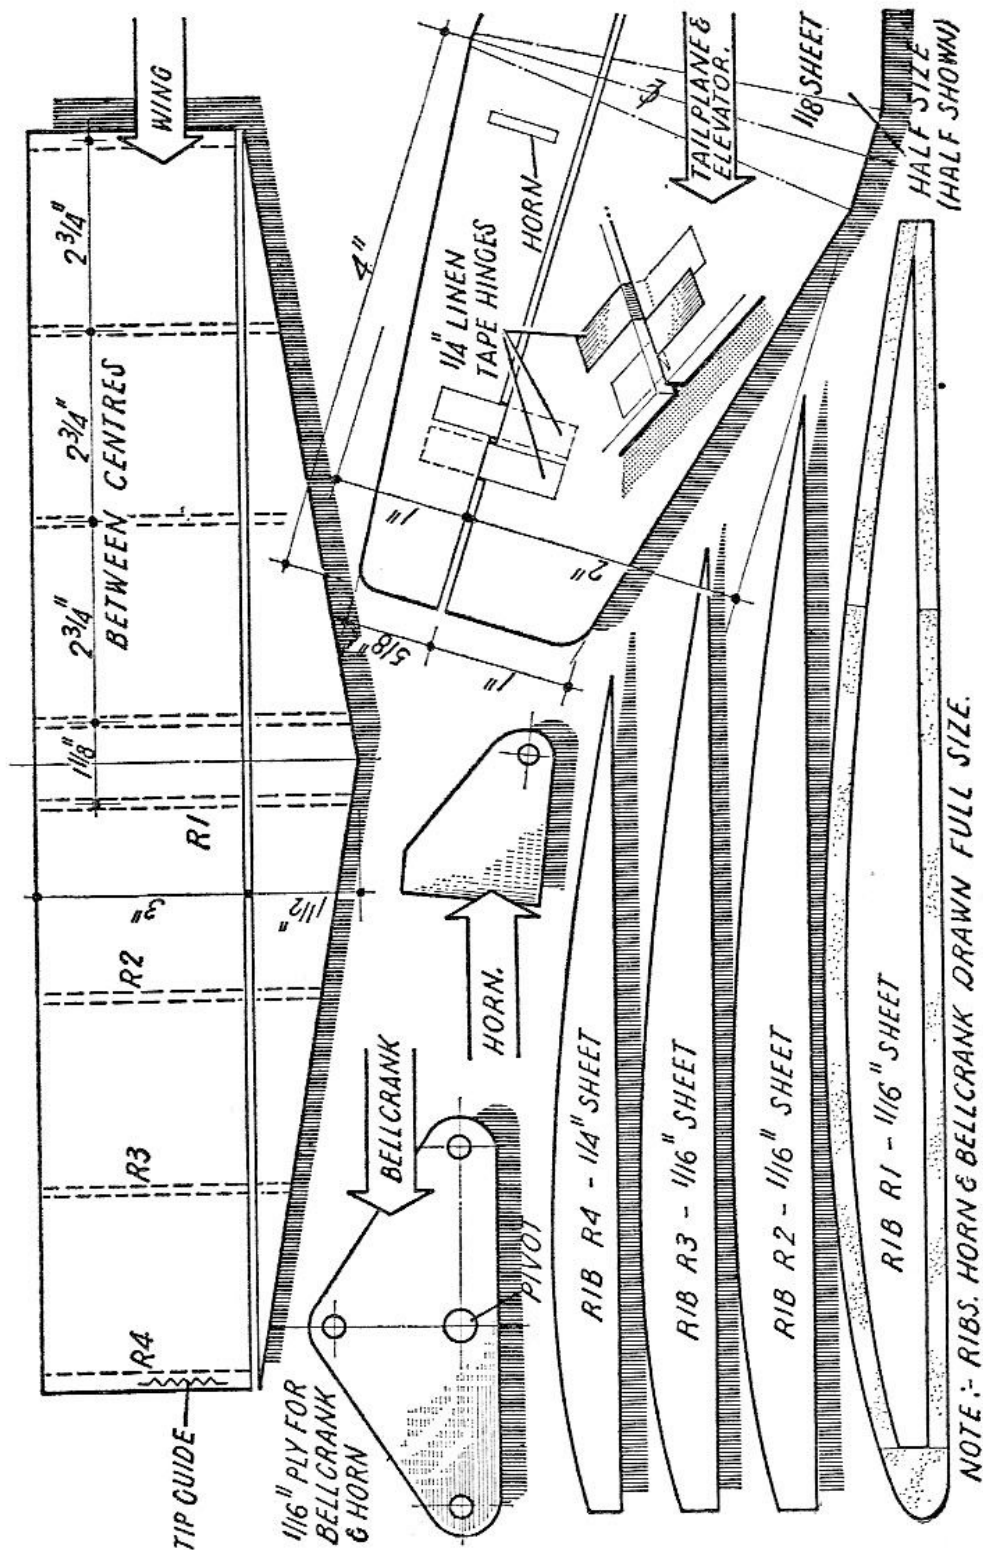 WING
2 3/4"
2 3/4"
BETWEEN CENTRES
2 3/4"
1 1/8"
R1
3"
1 1/2"
R2
R3
R4
TIP GUIDE
4"
1/4" LINEN
TAPE HINGES
HORN
TAILPLANE &
ELEVATOR.
1/8 SHEET
HALF SIZE
(HALF SHOWN)
1"
2"
5/8"
1"
HORN.
BELLCRANK
PIVOT
1/16" PLY FOR
BELLCRANK
& HORN
RIB R4 - 1/4" SHEET
RIB R3 - 1/16" SHEET
RIB R2 - 1/16" SHEET
RIB R1 - 1/16" SHEET
NOTE:- RIBS. HORN & BELLCRANK DRAWN FULL SIZE.